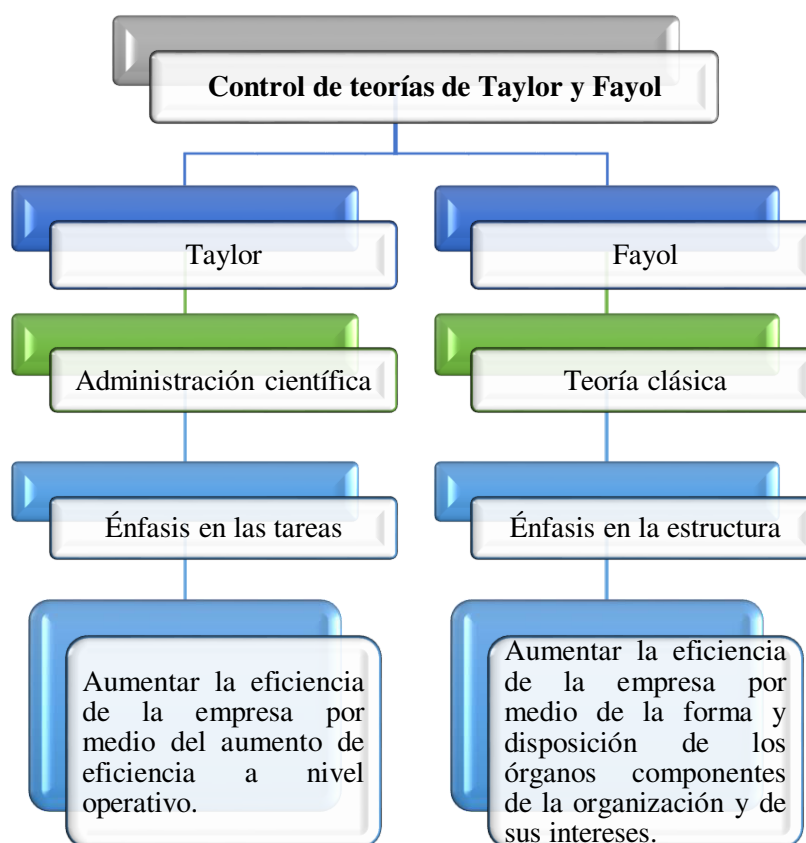 Control de teorías de Taylor y Fayol
Taylor
Administración científica
Énfasis en las tareas
Aumentar la eficiencia
de la empresa por
medio del aumento de
eficiencia a nivel
operativo.
Fayol
Teoría clásica
Énfasis en la estructura
Aumentar la eficiencia
de la empresa por
medio de la forma y
disposición de los
órganos componentes
de la organización y de
sus intereses.